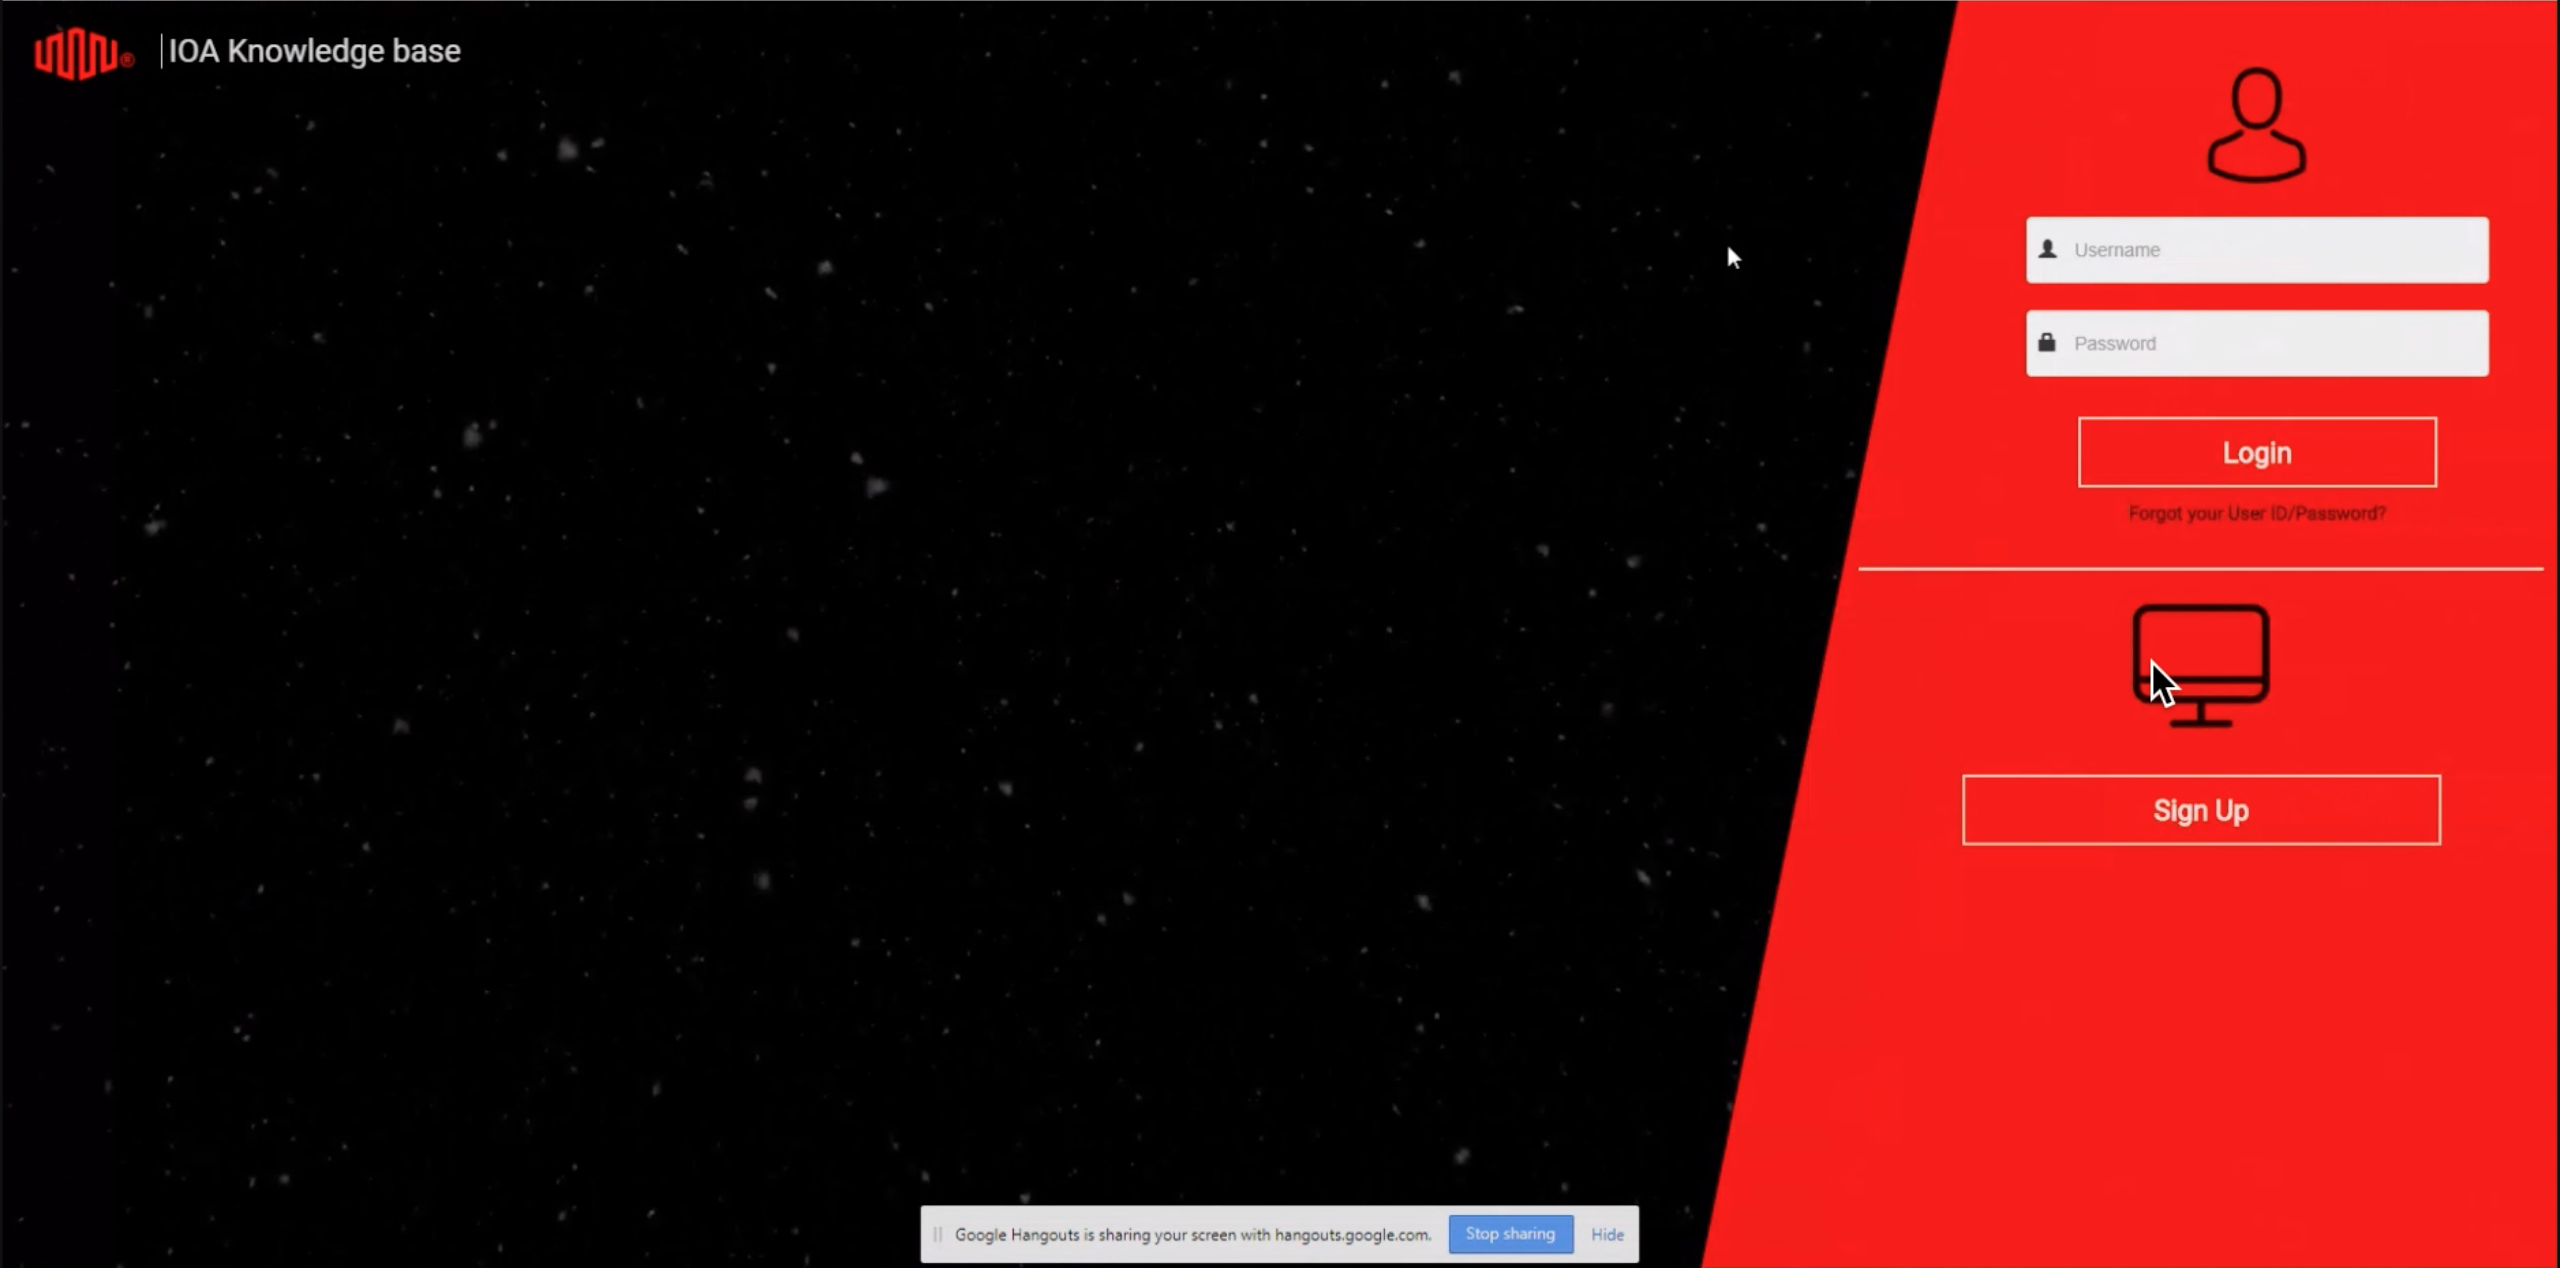 IOA Knowledge base
Username
Password
Login
Forgot your User ID/Password?
Sign Up
Google Hangouts is sharing your screen with hangouts.google.com. Stop sharing Hide